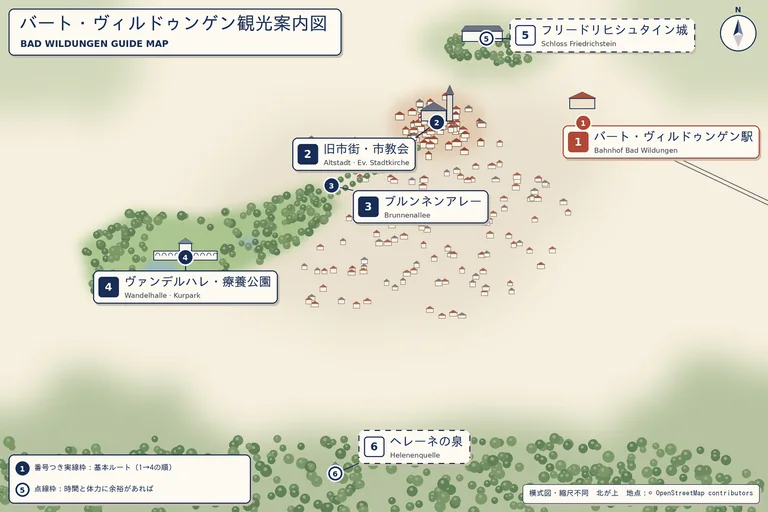 バート・ヴィルドゥンゲン観光案内図
BAD WILDUNGEN GUIDE MAP
N
5
5 フリードリヒシュタイン城
Schloss Friedrichstein
2
1
1 バート・ヴィルドゥンゲン駅
Bahnhof Bad Wildungen
2 旧市街・市教会
Altstadt · Ev. Stadtkirche
3
3 ブルンネンアレー
Brunnenallee
4
4 ヴァンデルハレ・療養公園
Wandelhalle · Kurpark
6 ヘレーネの泉
Helenenquelle
6
1 番号つき実線枠：基本ルート（1→4の順）
5 点線枠：時間と体力に余裕があれば
模式図・縮尺不同　北が上　地点：© OpenStreetMap contributors